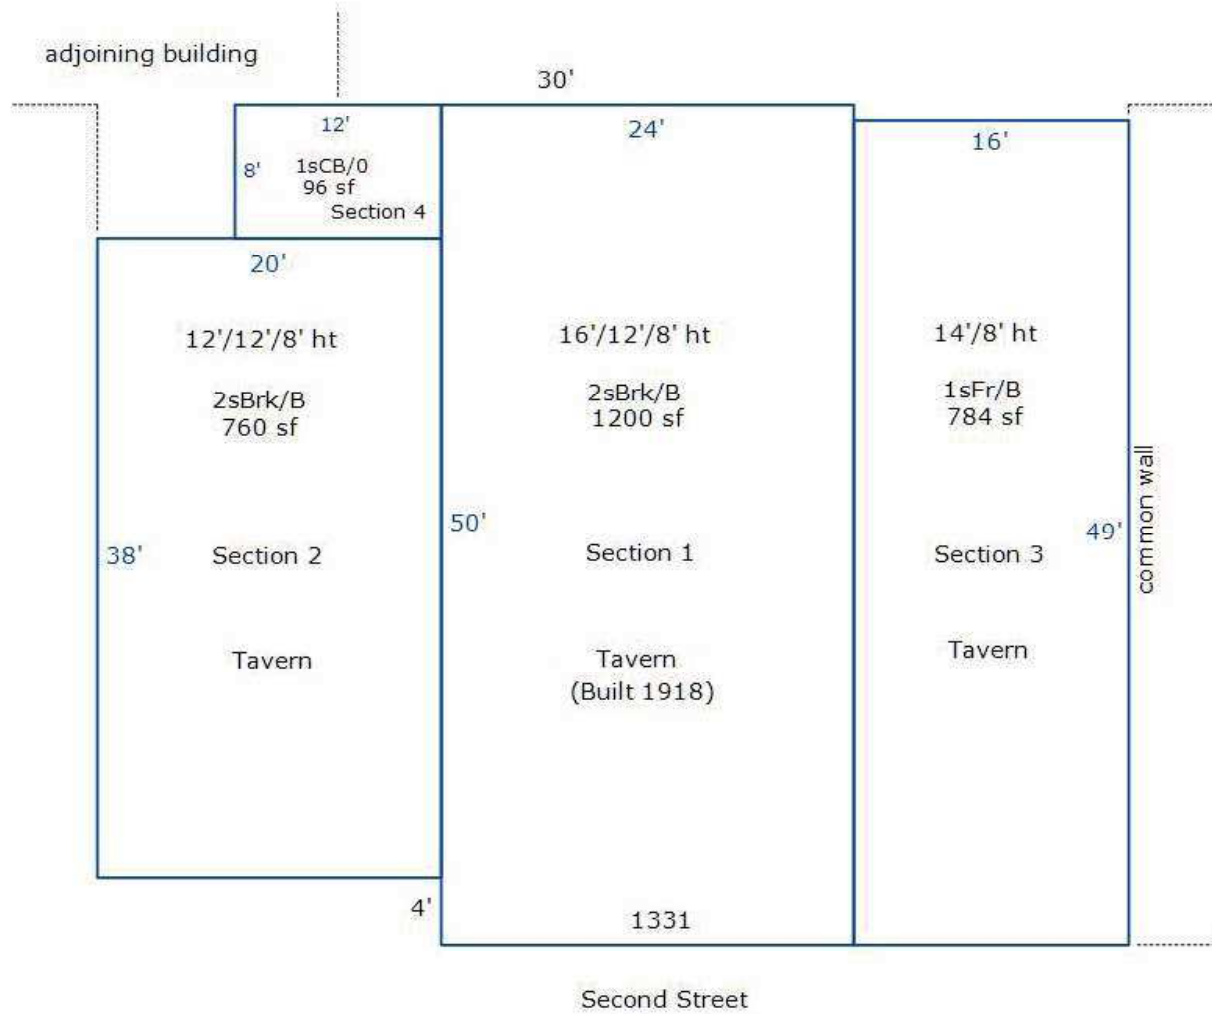 adjoining building
30'
12'
24'
16'
8'
1sCB/0
96 sf
Section 4
20'
12'/12'/8' ht
16'/12'/8' ht
14'/8' ht
2sBrk/B
760 sf
2sBrk/B
1200 sf
1sFr/B
784 sf
38'
Section 2
50'
Section 1
Section 3
49'
common wall
Tavern
Tavern
(Built 1918)
Tavern
4'
1331
Second Street